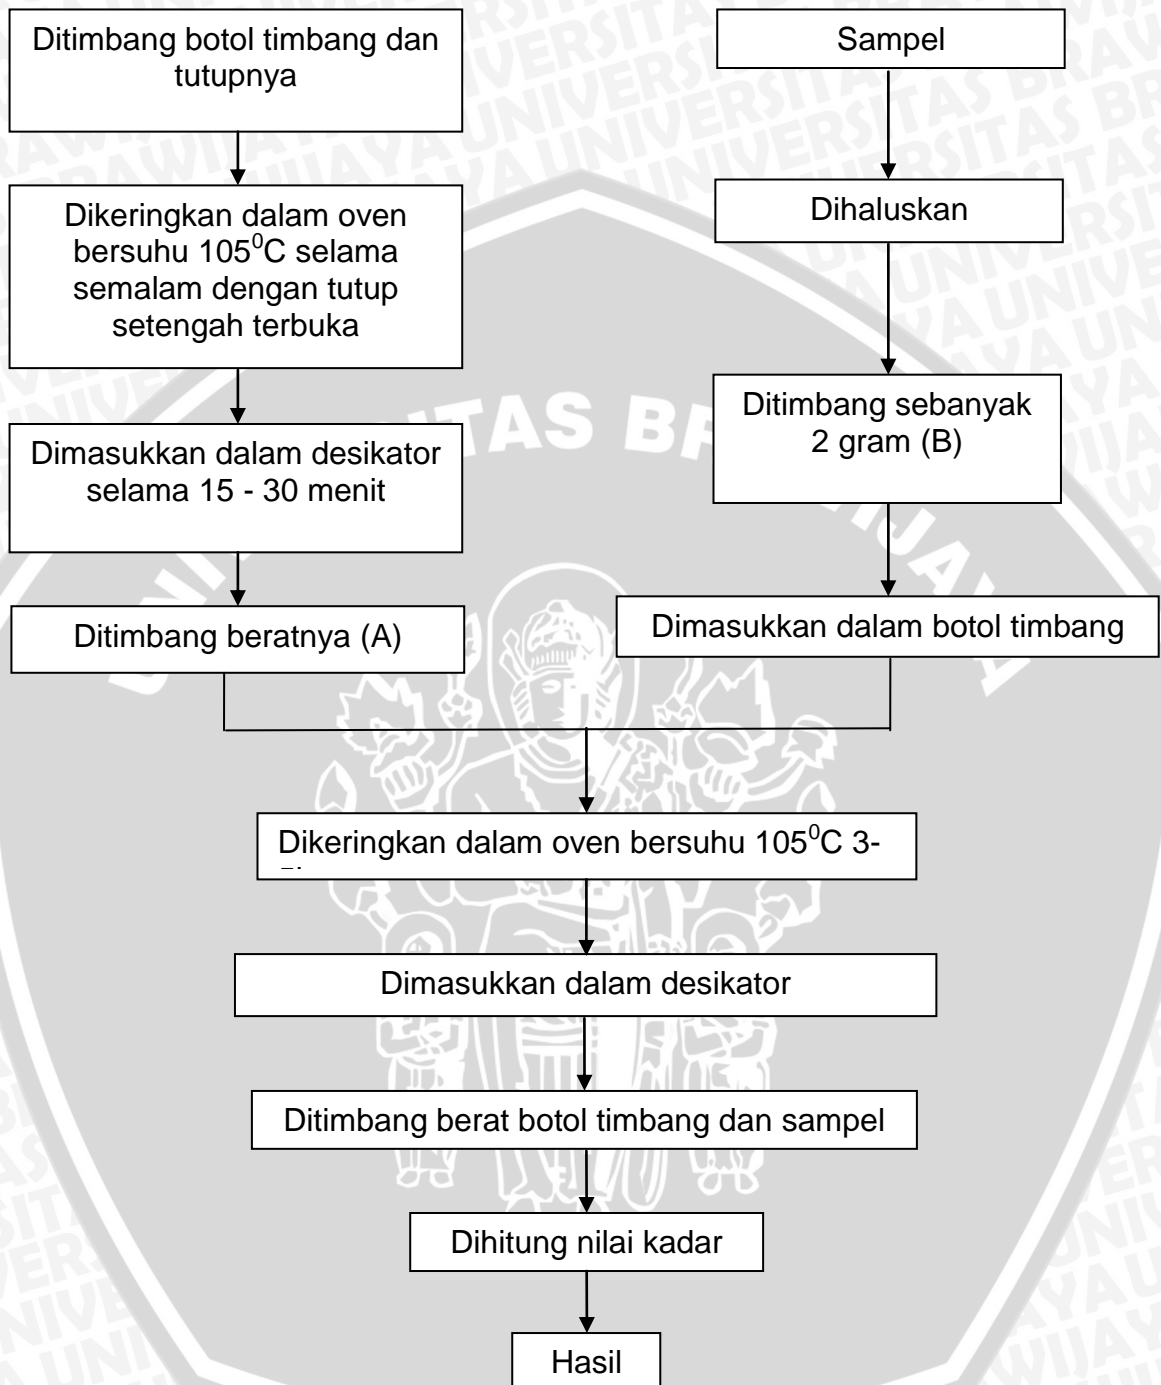 Ditimbang botol timbang dan
tutupnya
Dikeringkan dalam oven
bersuhu 105⁰C selama
semalam dengan tutup
setengah terbuka
Dimasukkan dalam desikator
selama 15 - 30 menit
Ditimbang beratnya (A)
Sampel
Dihaluskan
Ditimbang sebanyak
2 gram (B)
Dimasukkan dalam botol timbang
Dikeringkan dalam oven bersuhu 105⁰C 3-
Dimasukkan dalam desikator
Ditimbang berat botol timbang dan sampel
Dihitung nilai kadar
Hasil